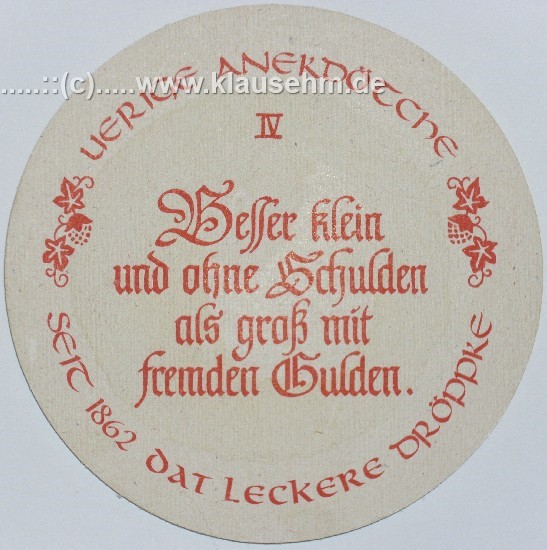 UERIGE ANEKDÖTCHE
......::(c).....www.klausehm.de.....
IV
Besser klein
und ohne Schulden
als groß mit
fremden Gulden.
SEIT 1862 DAT LECKERE DRÖPPKE